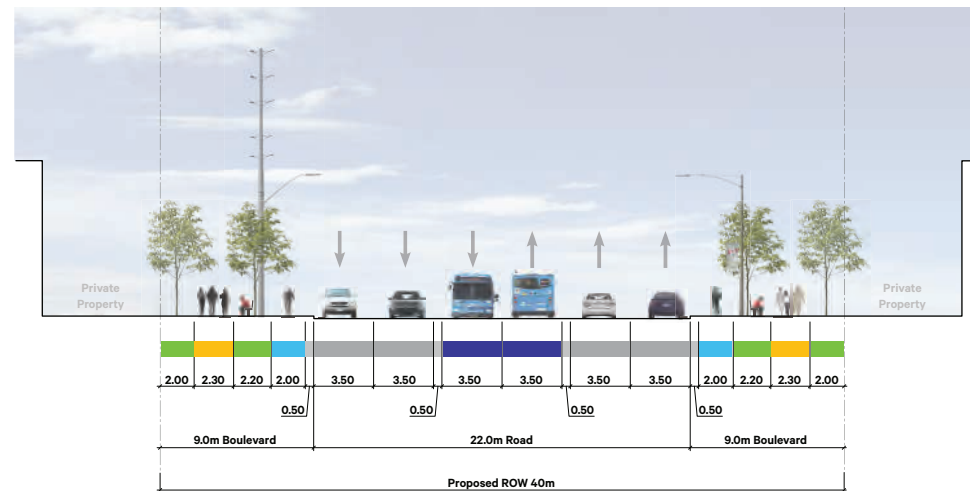 Private
Property
Private
Property
2.00 2.30 2.20 2.00 3.50 3.50 3.50 3.50 3.50 3.50 2.00 2.20 2.30 2.00
0.50 0.50 0.50 0.50
9.0m Boulevard 22.0m Road 9.0m Boulevard
Proposed ROW 40m